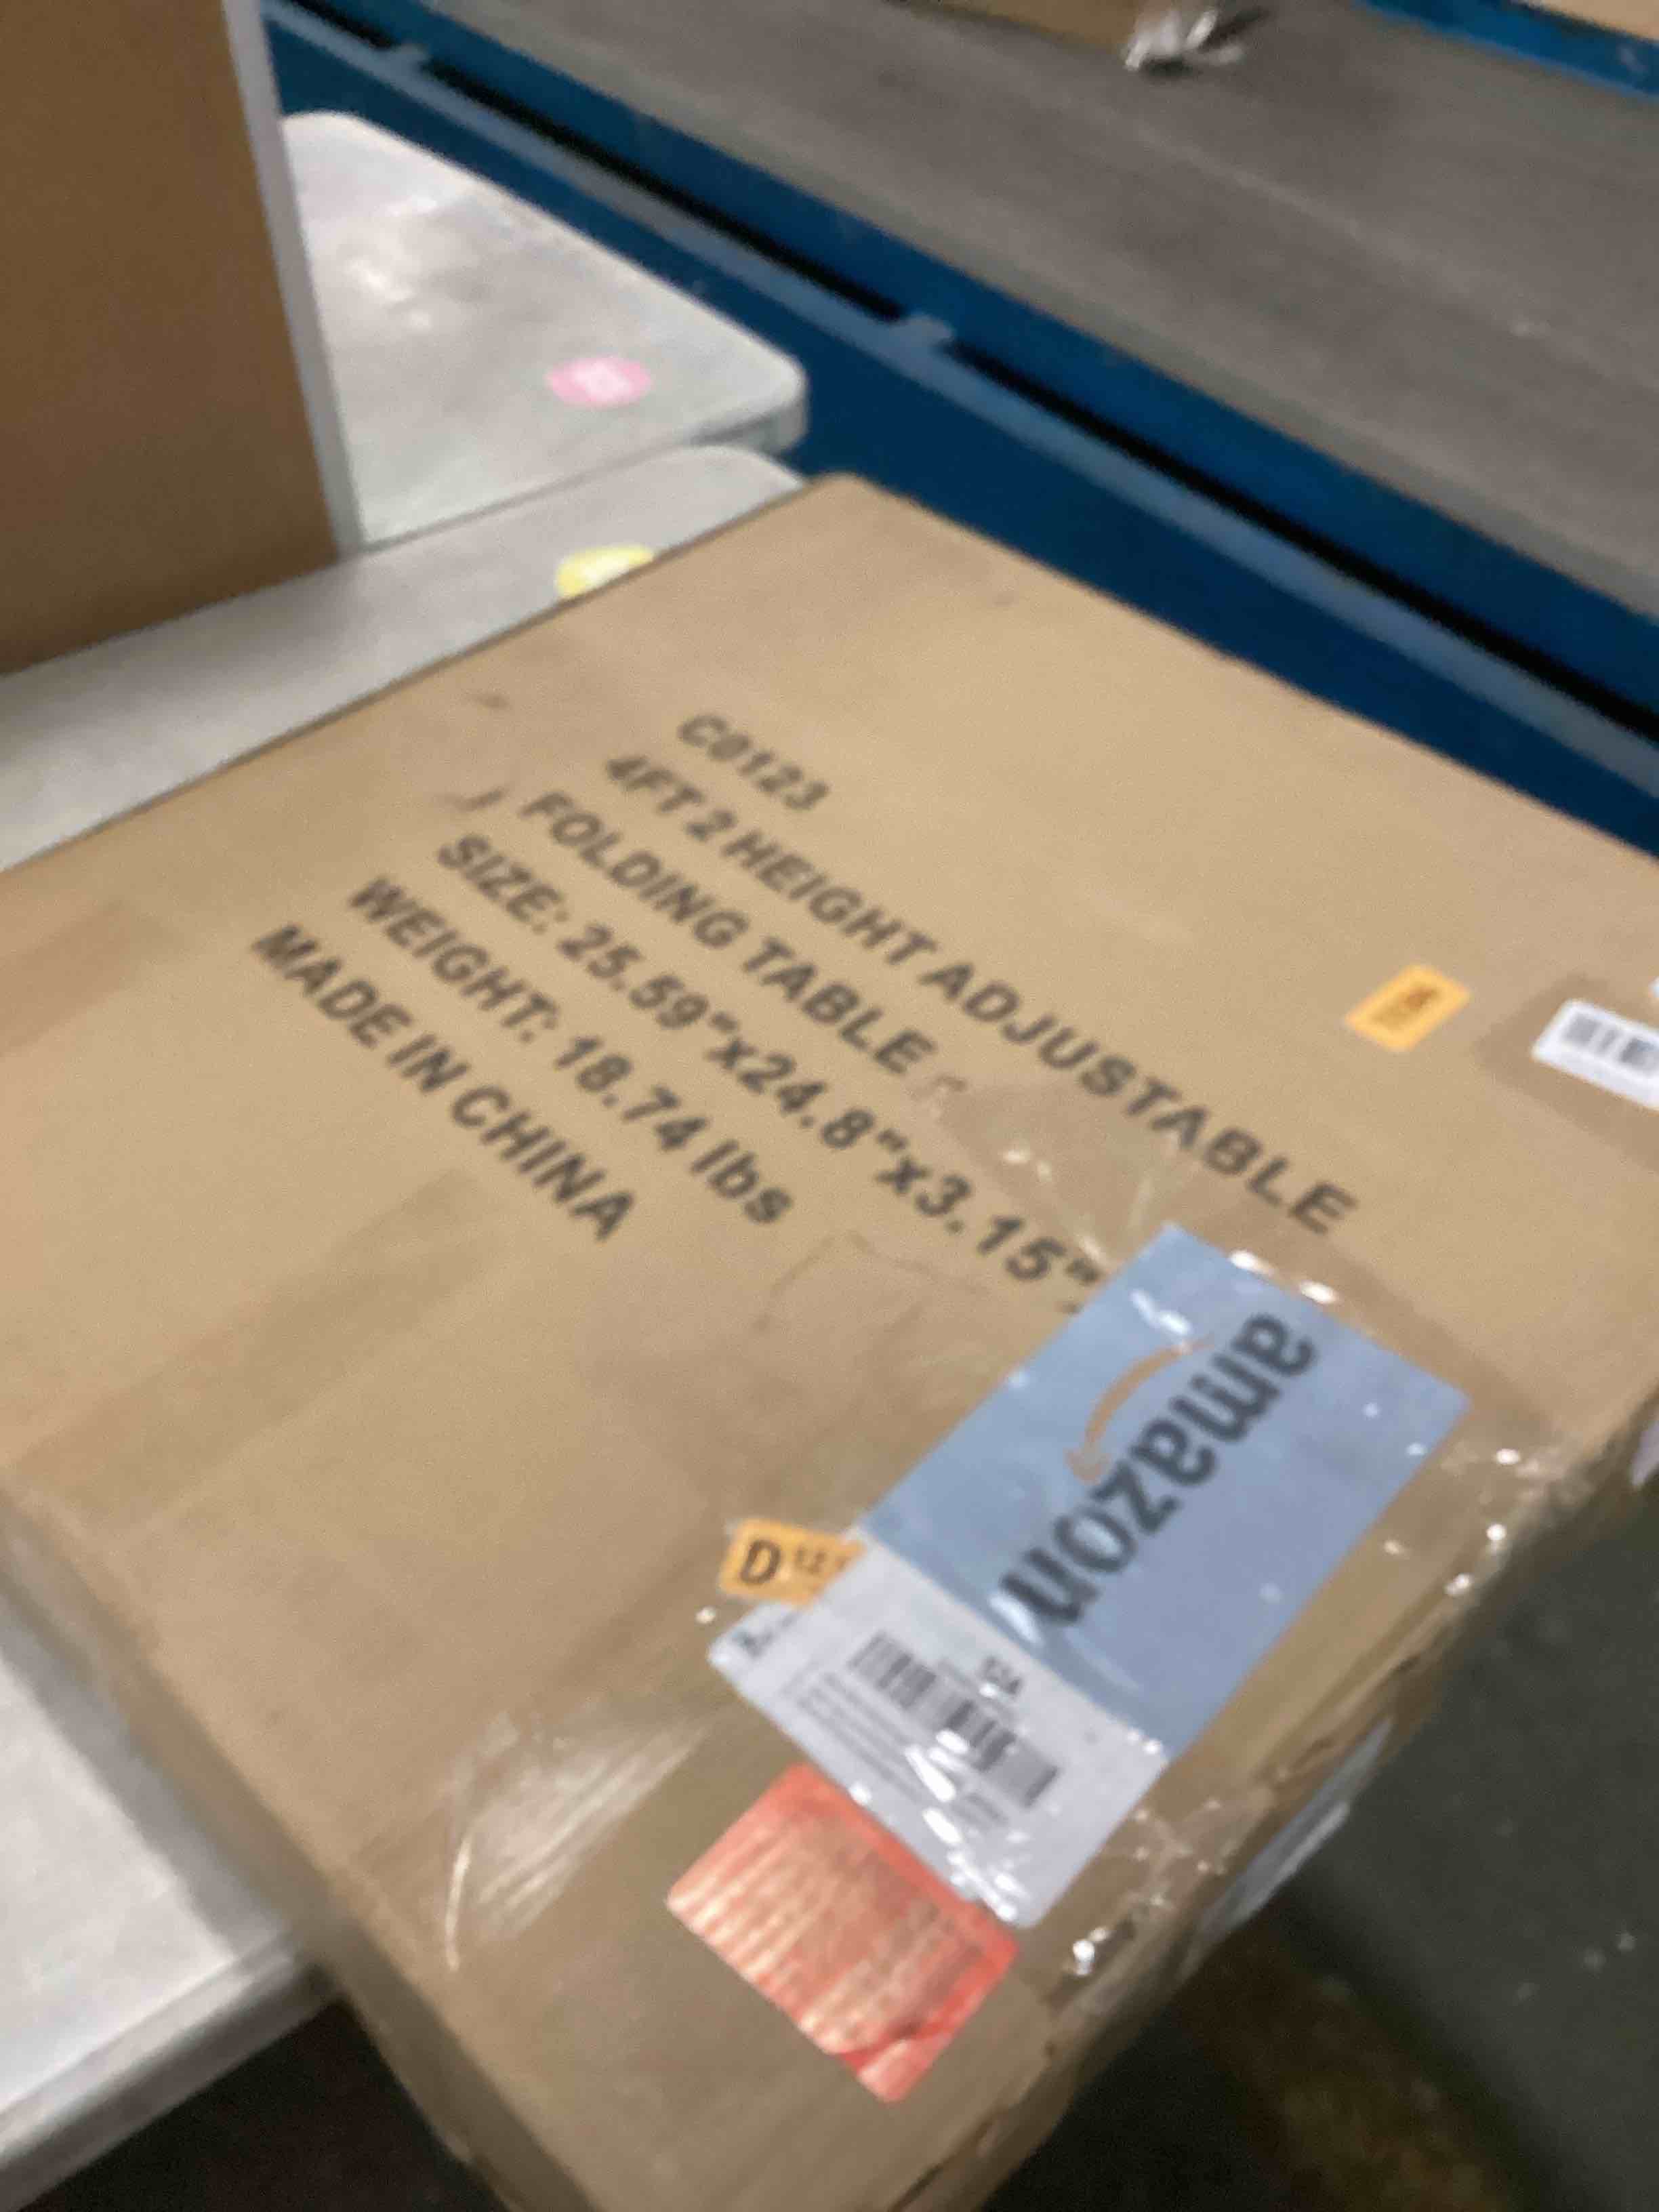 C0123
4FT 2 HEIGHT ADJUSTABLE
FOLDING TABLE
SIZE: 25.59"x24.8"x3.15"
WEIGHT: 18.74 lbs
MADE IN CHINA
amazon
D